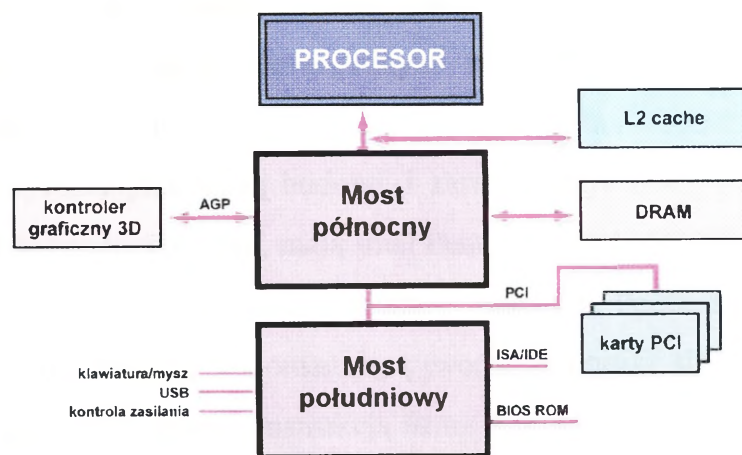 PROCESOR
L2 cache
Most
północny
AGP
kontroler
graficzny 3D
DRAM
PCI
karty PCI
Most
południowy
ISA/IDE
klawiatura/mysz
USB
kontrola zasilania
BIOS ROM